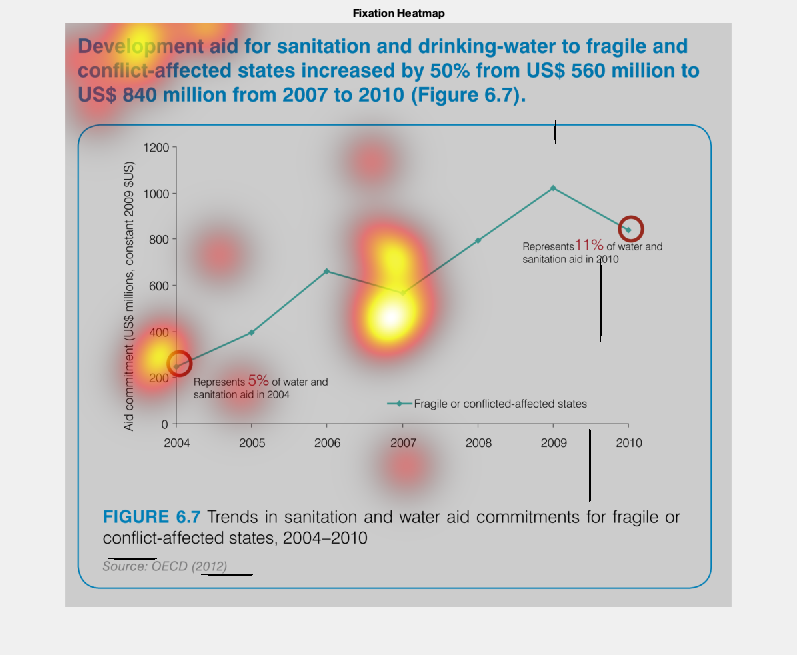 Fixation Heatmap
Development aid for sanitation and drinking-water to fragile and
conflict-affected states increased by 50% from US$ 560 million to
US$ 840 million from 2007 to 2010 (Figure 6.7).
Aid commitment (US$ millions, constant 2009 $US)
1200
1000
800
600
400
200
0
Represents 11% of water and
sanitation aid in 2010
Represents 5% of water and
sanitation aid in 2004
Fragile or conflicted-affected states
2004 2005 2006 2007 2008 2009 2010
FIGURE 6.7 Trends in sanitation and water aid commitments for fragile or
conflict-affected states, 2004–2010
Source: OECD (2012)